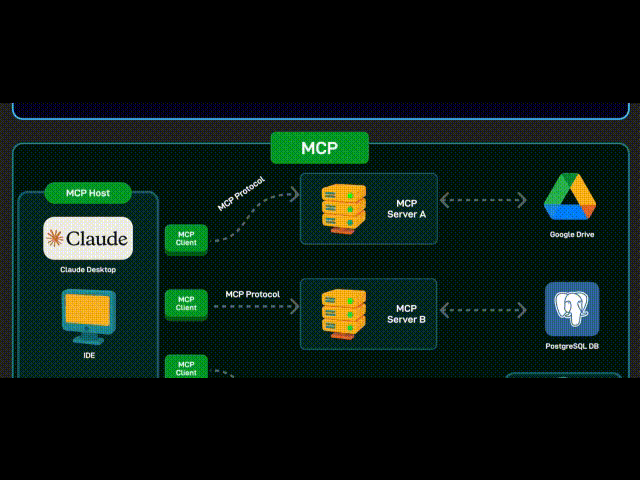 MCP
MCP Host
Claude
Claude Desktop
IDE
MCP
Client
MCP Protocol
MCP
Server A
Google Drive
MCP
Client
MCP Protocol
MCP
Server B
PostgreSQL DB
MCP
Client